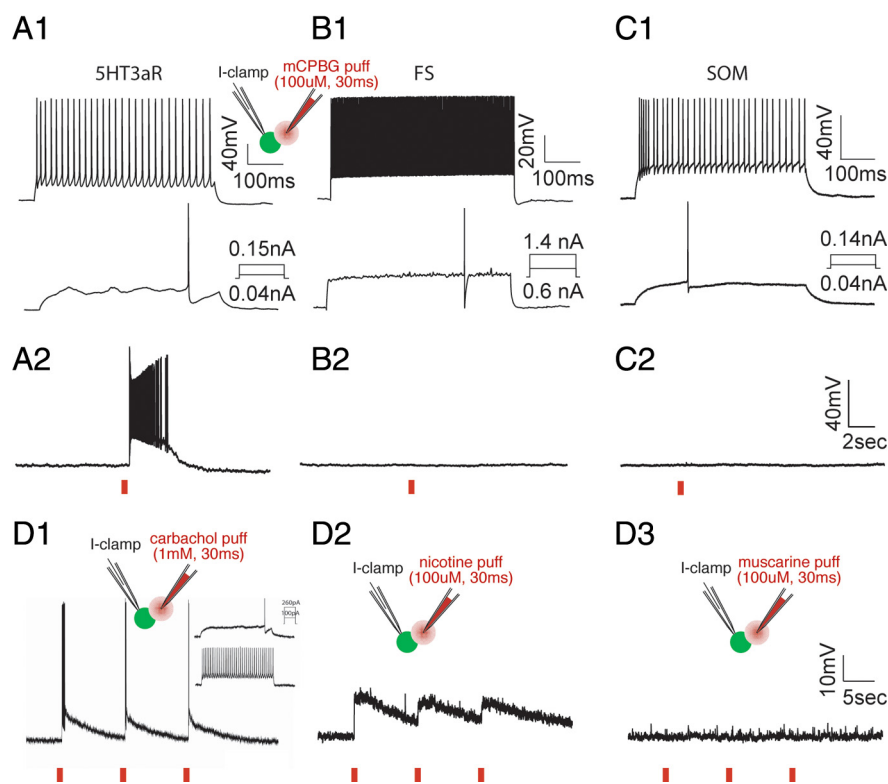 A1
B1
C1
5HT3aR
I-clamp
mCPBG puff
(100uM, 30ms)
FS
SOM
40mV
100ms
20mV
100ms
40mV
100ms
0.15nA
0.04nA
1.4 nA
0.6 nA
0.14nA
0.04nA
A2
B2
C2
40mV
2sec
D1
D2
D3
I-clamp
carbachol puff
(1mM, 30ms)
I-clamp
nicotine puff
(100uM, 30ms)
I-clamp
muscarine puff
(100uM, 30ms)
260pA
100pA
10mV
5sec